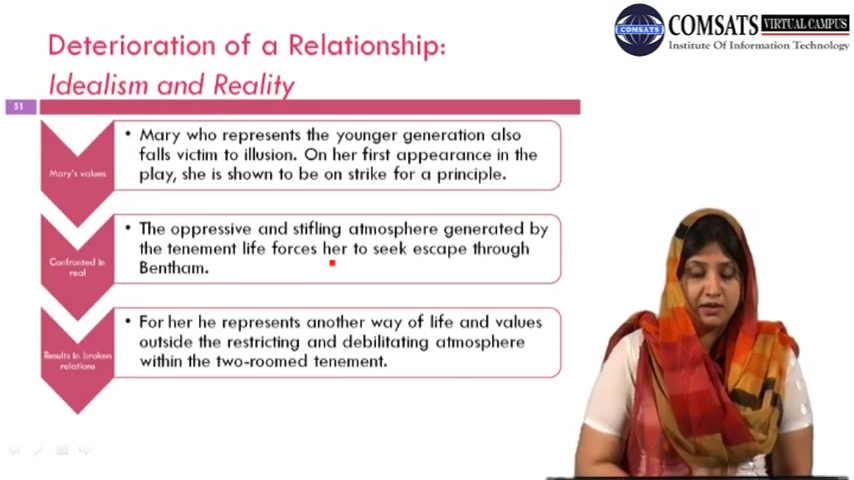 Deterioration of a Relationship:
Idealism and Reality
COMSATS
COMSATS
VIRTUAL CAMPUS
Institute Of Information Technology
51
Mary's values
• Mary who represents the younger generation also
falls victim to illusion. On her first appearance in the
play, she is shown to be on strike for a principle.
Confronted in
real
• The oppressive and stifling atmosphere generated by
the tenement life forces her to seek escape through
Bentham.
Results in broken
relations
• For her he represents another way of life and values
outside the restricting and debilitating atmosphere
within the two-roomed tenement.